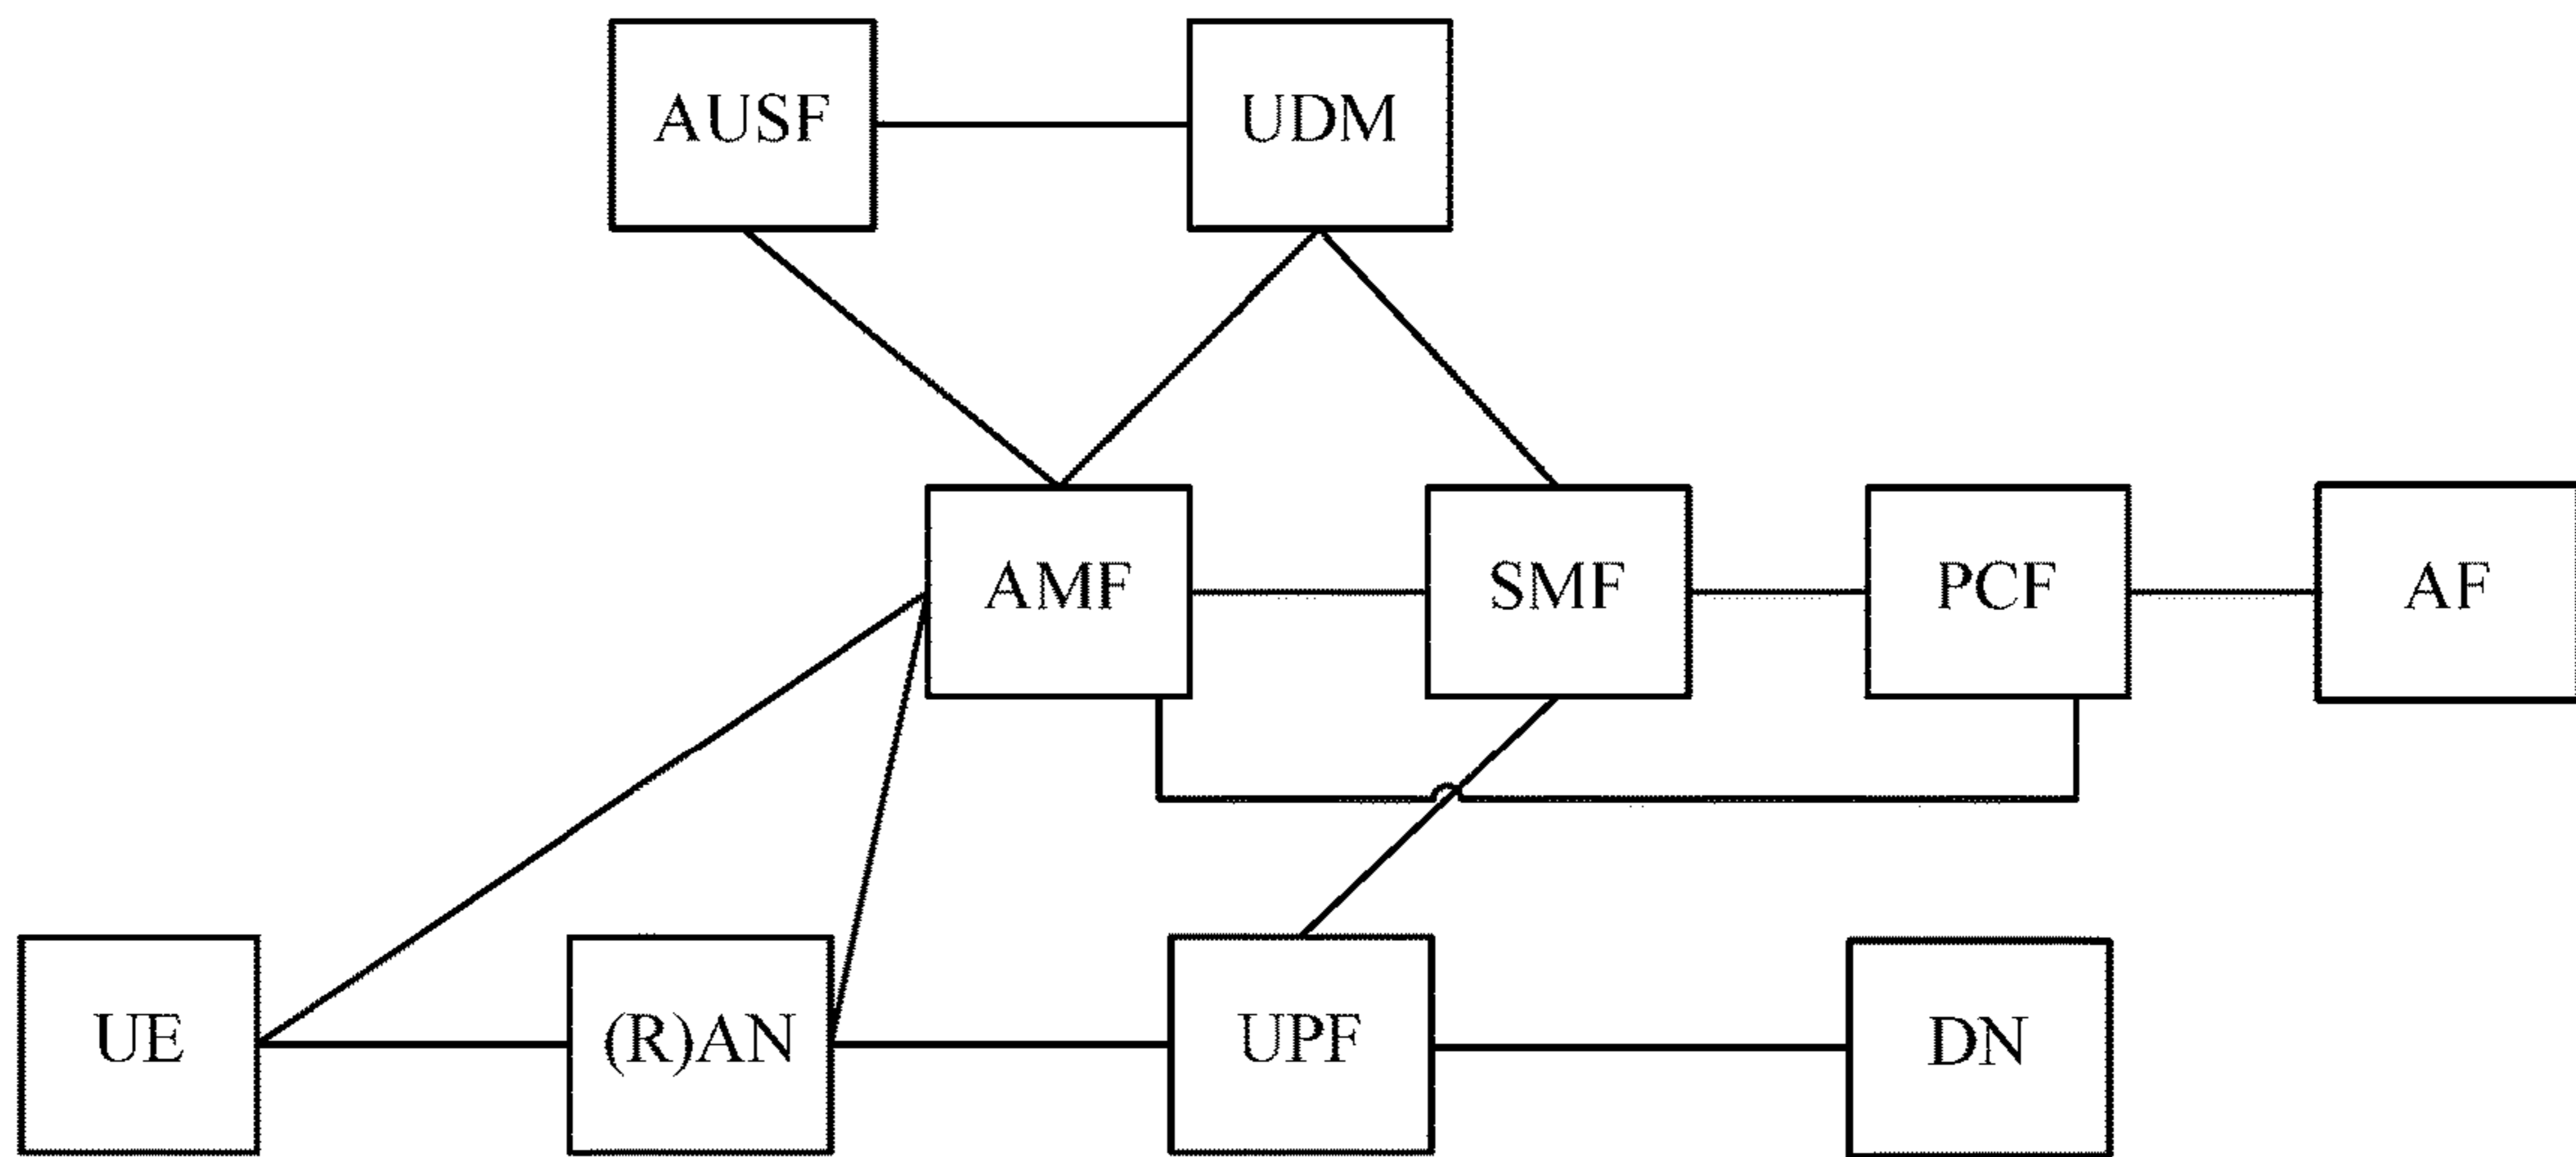 AUSF
UDM
AMF
SMF
PCF
AF
UE
(R)AN
UPF
DN